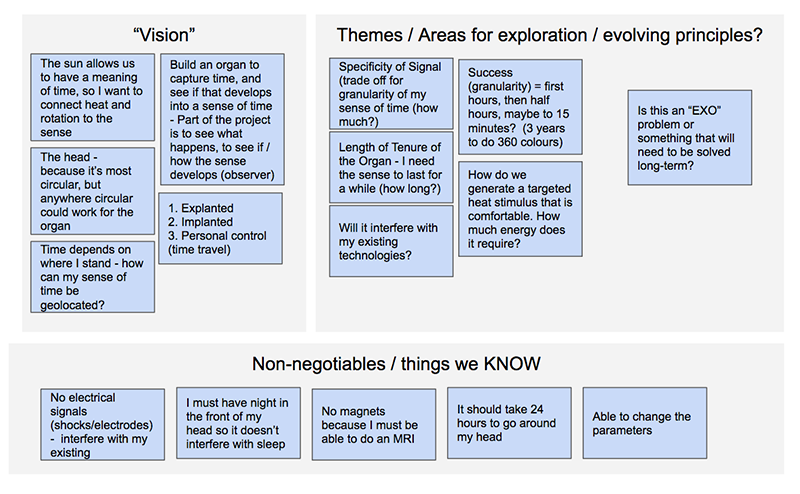 “Vision”
The sun allows us
to have a meaning
of time, so I want to
connect heat and
rotation to the
sense
The head -
because it’s most
circular, but
anywhere circular
could work for the
organ
Time depends on
where I stand - how
can my sense of
time be
geolocated?
Build an organ to
capture time, and
see if that develops
into a sense of time
- Part of the project
is to see what
happens, to see if /
how the sense
develops (observer)
1. Explanted
2. Implanted
3. Personal control
(time travel)
Themes / Areas for exploration / evolving principles?
Specificity of Signal
(trade off for
granularity of my
sense of time (how
much?)
Length of Tenure of
the Organ - I need
the sense to last for
a while (how long?)
Will it interfere with
my existing
technologies?
Success
(granularity) = first
hours, then half
hours, maybe to 15
minutes? (3 years
to do 360 colours)
How do we
generate a targeted
heat stimulus that is
comfortable. How
much energy does
it require?
Is this an “EXO”
problem or
something that will
need to be solved
long-term?
Non-negotiables / things we KNOW
No electrical
signals
(shocks/electrodes)
- interfere with my
existing
I must have night in
the front of my
head so it doesn’t
interfere with sleep
No magnets
because I must be
able to do an MRI
It should take 24
hours to go around
my head
Able to change the
parameters